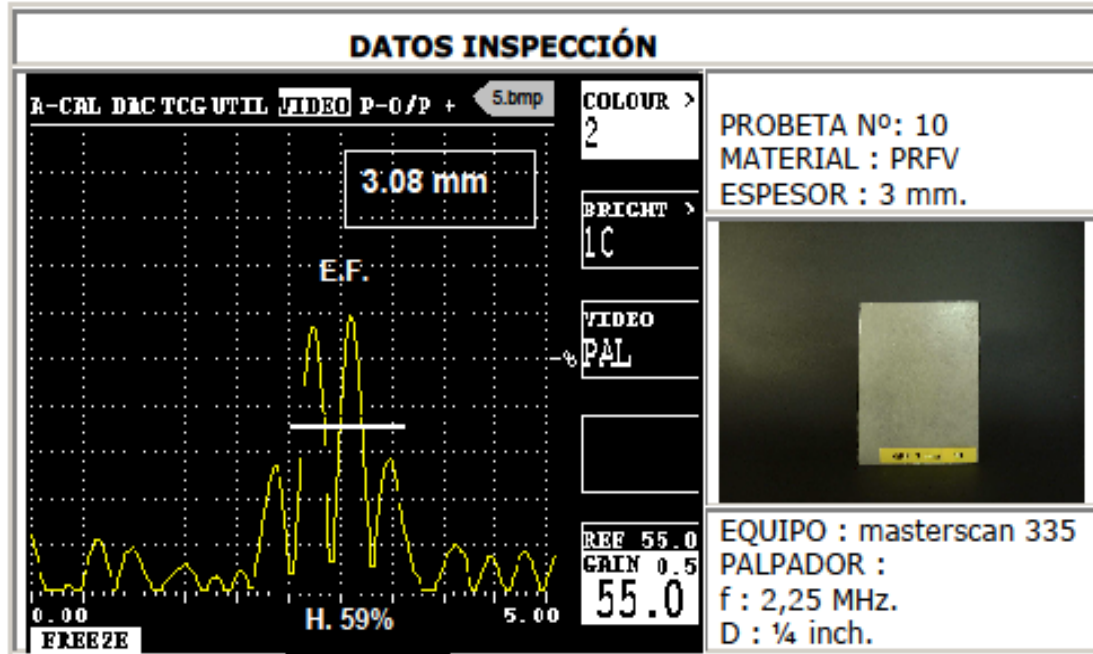 DATOS INSPECCIÓN
A-CAL DAC TCG UTIL VIDEO P-O/P +
5.bmp
3.08 mm
E.F.
%
0.00
5.00
H. 59%
FREEZE
COLOUR >
2
BRIGHT >
1C
VIDEO
PAL
REF 55.0
GAIN 0.5
55.0
PROBETA Nº: 10
MATERIAL : PRFV
ESPESOR : 3 mm.
EQUIPO : masterscan 335
PALPADOR :
f : 2,25 MHz.
D : ¼ inch.